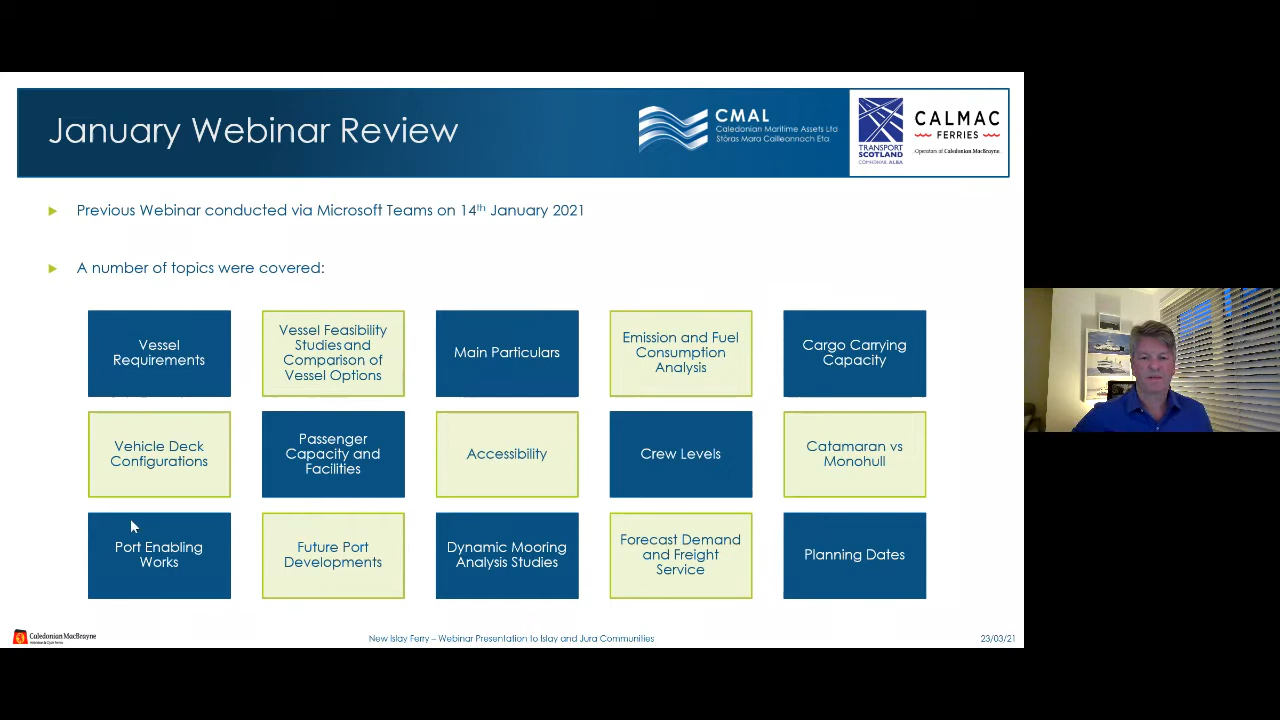 January Webinar Review
CMAL
Caledonian Maritime Assets Ltd
Stòras Mara Cailleannach Eta
TRANSPORT
SCOTLAND
CÒMHDHAIL ALBA
CALMAC
FERRIES
Operators of Caledonian MacBrayne
Previous Webinar conducted via Microsoft Teams on 14th January 2021
A number of topics were covered:
Vessel
Requirements
Vessel Feasibility
Studies and
Comparison of
Vessel Options
Main Particulars
Emission and Fuel
Consumption
Analysis
Cargo Carrying
Capacity
Vehicle Deck
Configurations
Passenger
Capacity and
Facilities
Accessibility
Crew Levels
Catamaran vs
Monohull
Port Enabling
Works
Future Port
Developments
Dynamic Mooring
Analysis Studies
Forecast Demand
and Freight
Service
Planning Dates
Caledonian MacBrayne
New Islay Ferry – Webinar Presentation to Islay and Jura Communities
23/03/21